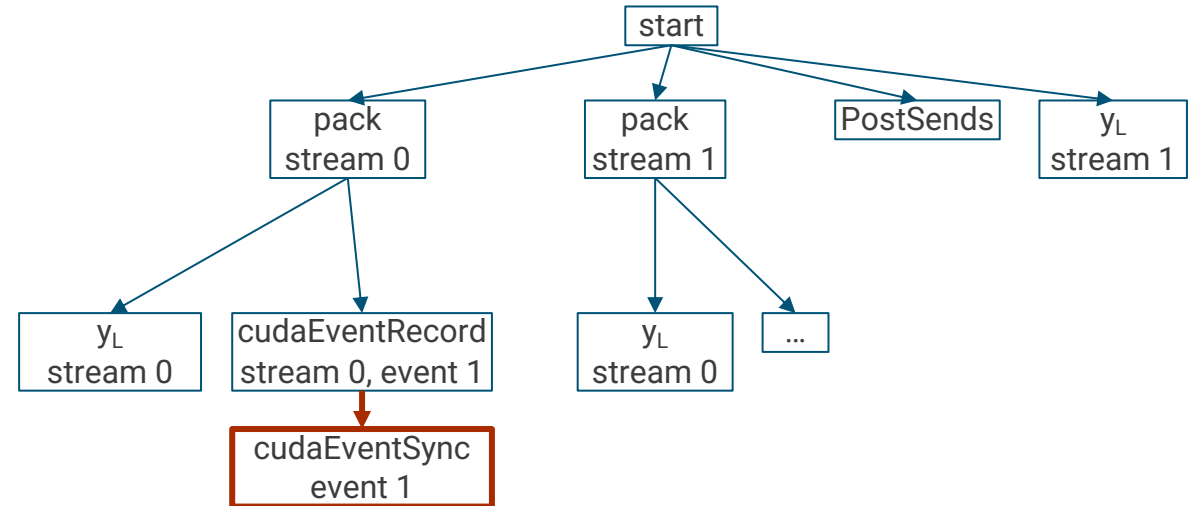 start
pack
stream 0
pack
stream 1
PostSends
yL
stream 1
yL
stream 0
cudaEventRecord
stream 0, event 1
yL
stream 0
...
cudaEventSync
event 1